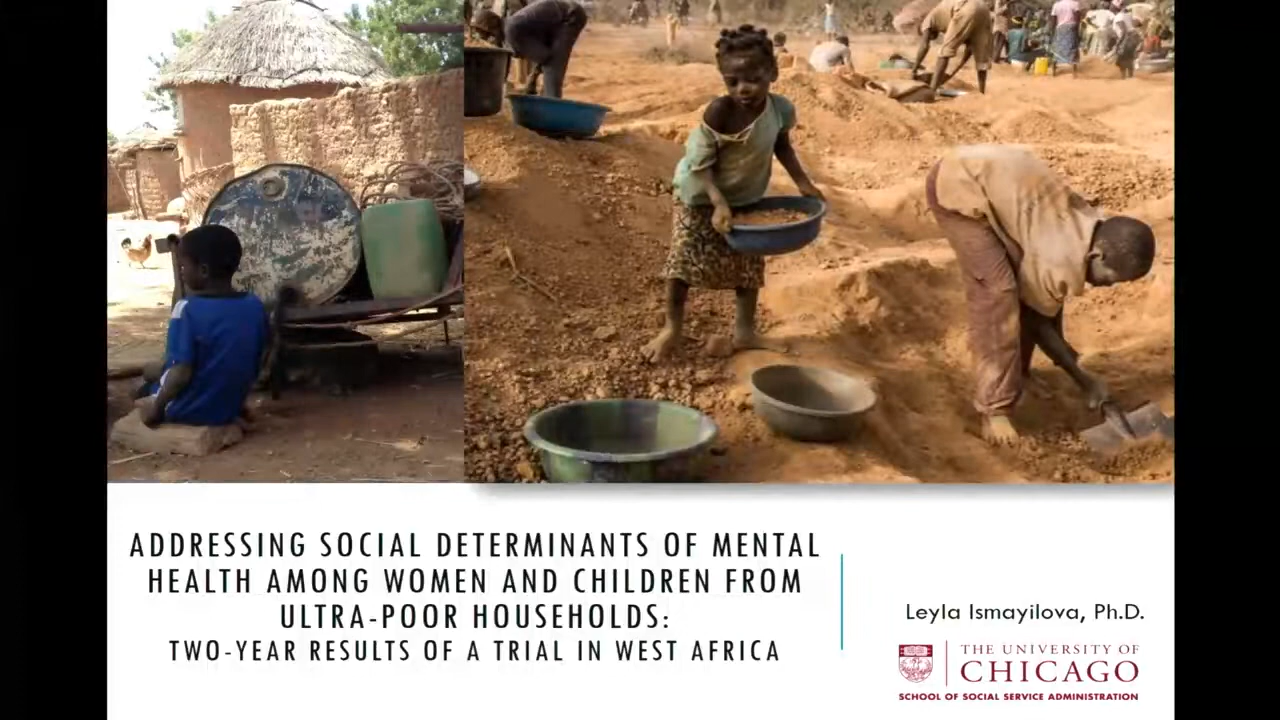 ADDRESSING SOCIAL DETERMINANTS OF MENTAL
HEALTH AMONG WOMEN AND CHILDREN FROM
ULTRA-POOR HOUSEHOLDS:
TWO-YEAR RESULTS OF A TRIAL IN WEST AFRICA
Leyla Ismayilova, Ph.D.
THE UNIVERSITY OF
CHICAGO
SCHOOL OF SOCIAL SERVICE ADMINISTRATION